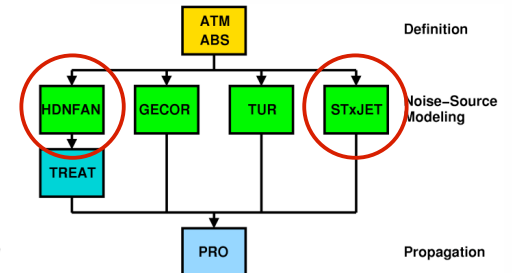 ATM
ABS
Definition
HDNFAN
GECOR
TUR
STxJET
Noise-Source
Modeling
TREAT
PRO
Propagation